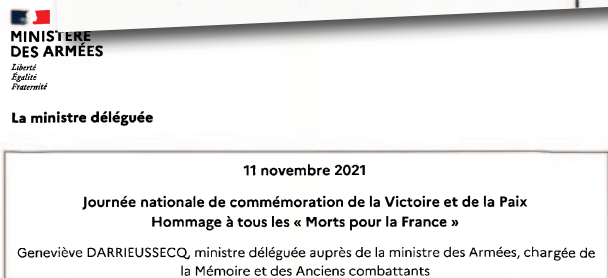 MINISTÈRE
DES ARMÉES
Liberté
Égalité
Fraternité
La ministre déléguée
11 novembre 2021
Journée nationale de commémoration de la Victoire et de la Paix
Hommage à tous les « Morts pour la France »
Geneviève DARRIEUSSECQ, ministre déléguée auprès de la ministre des Armées, chargée de
la Mémoire et des Anciens combattants